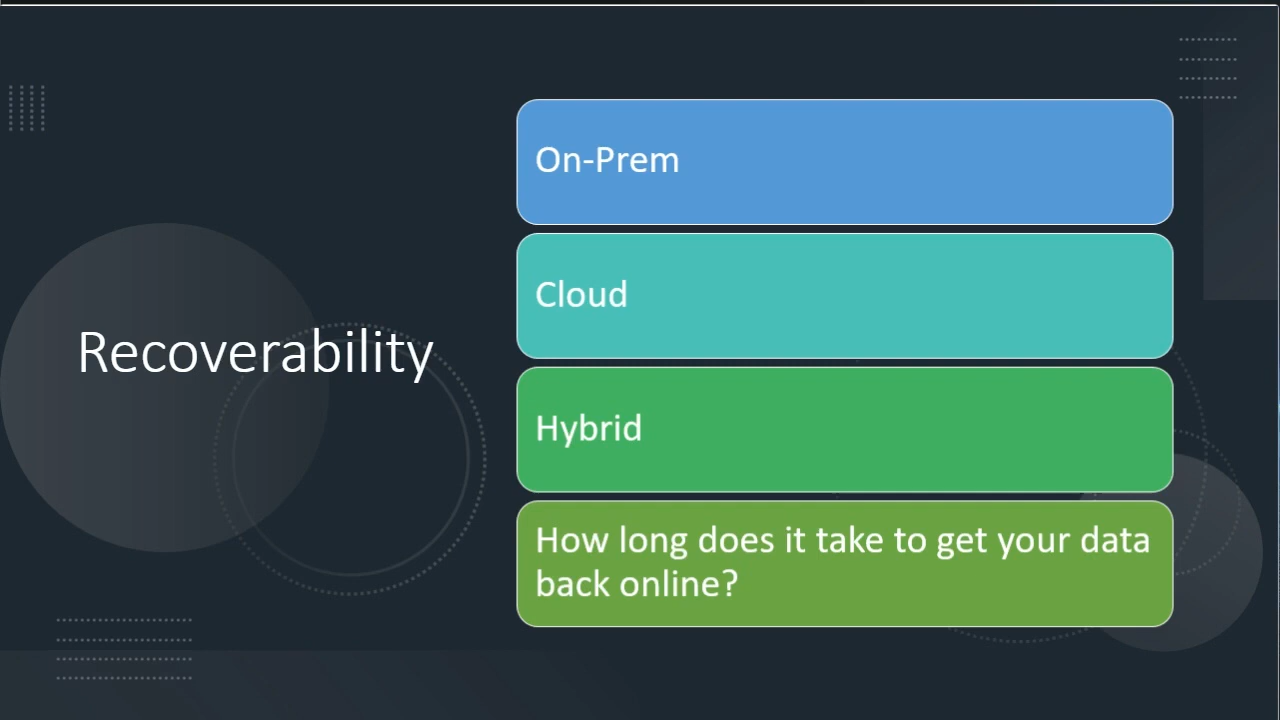 Recoverability
On-Prem
Cloud
Hybrid
How long does it take to get your data
back online?